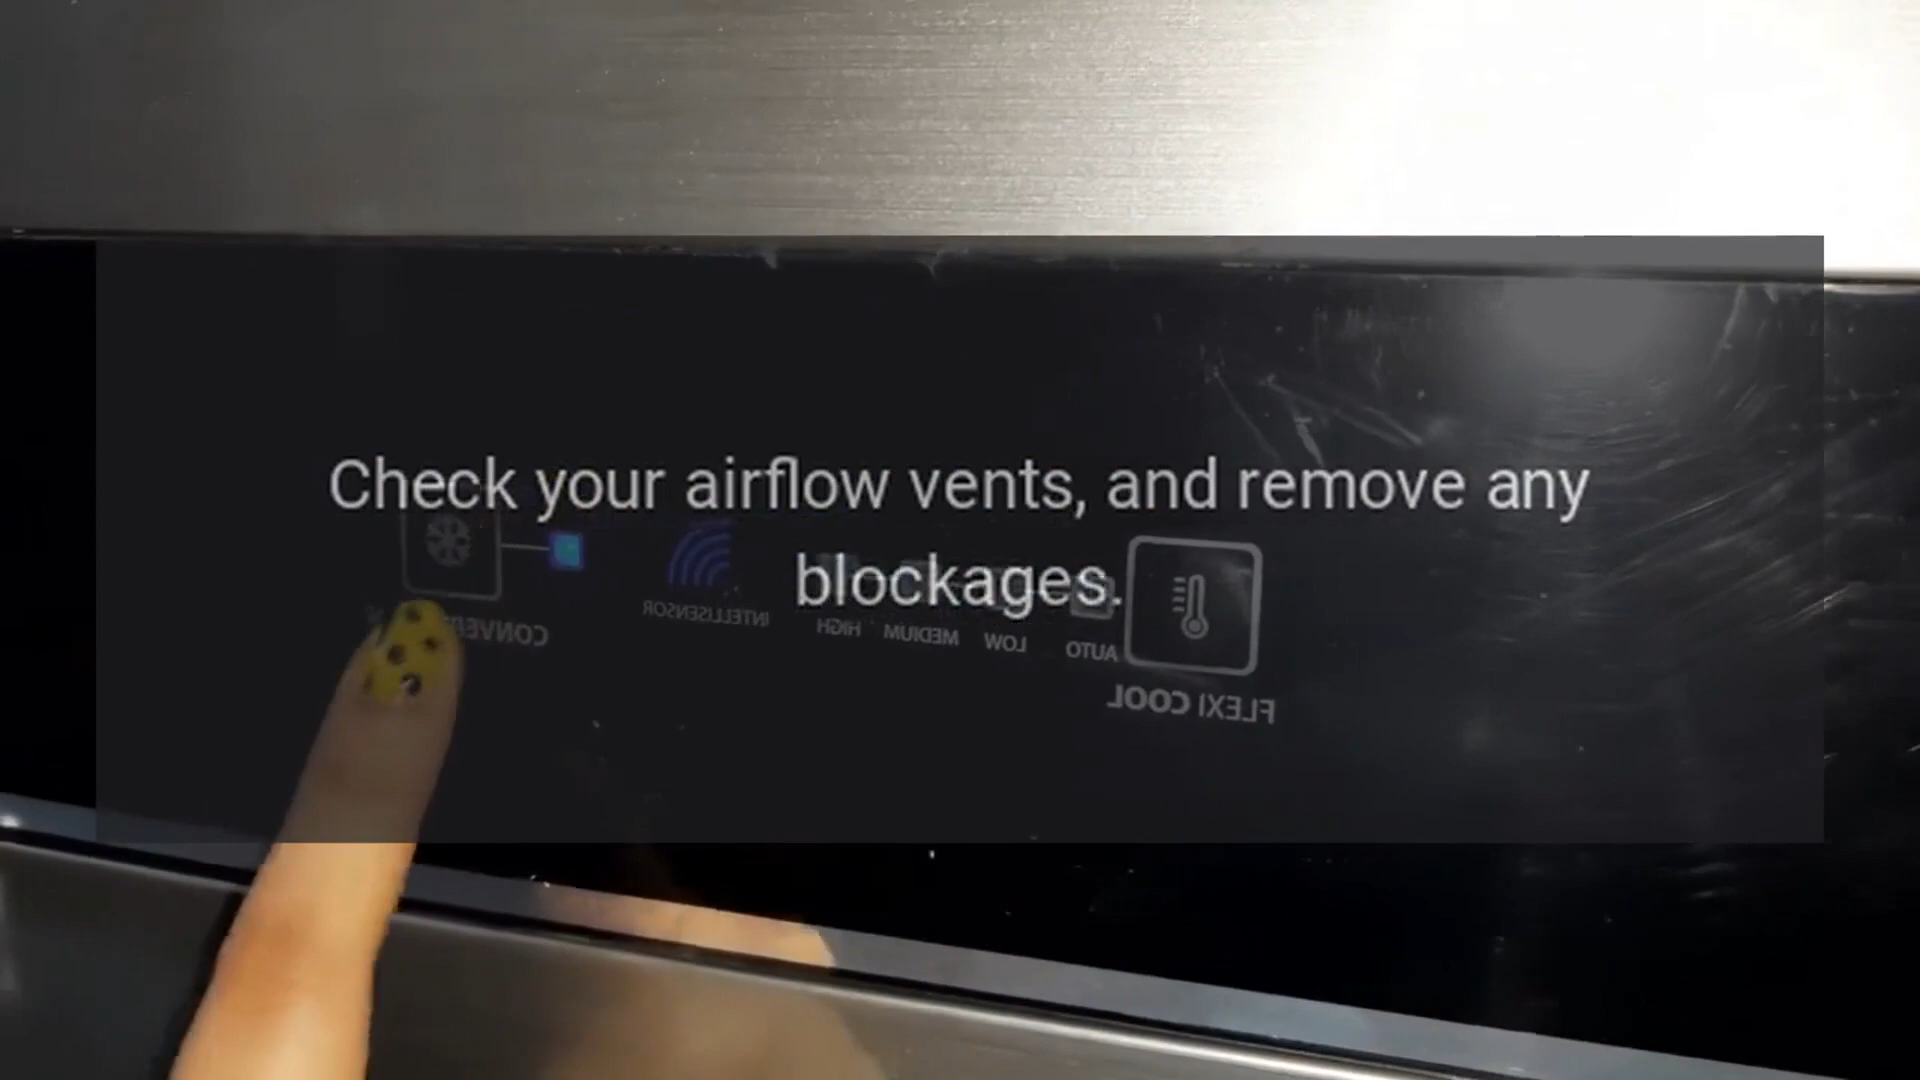 Check your airflow vents, and remove any
blockages.
INTELLISENSOR
HIGH
MEDIUM
LOW
AUTO
FLEXI COOL